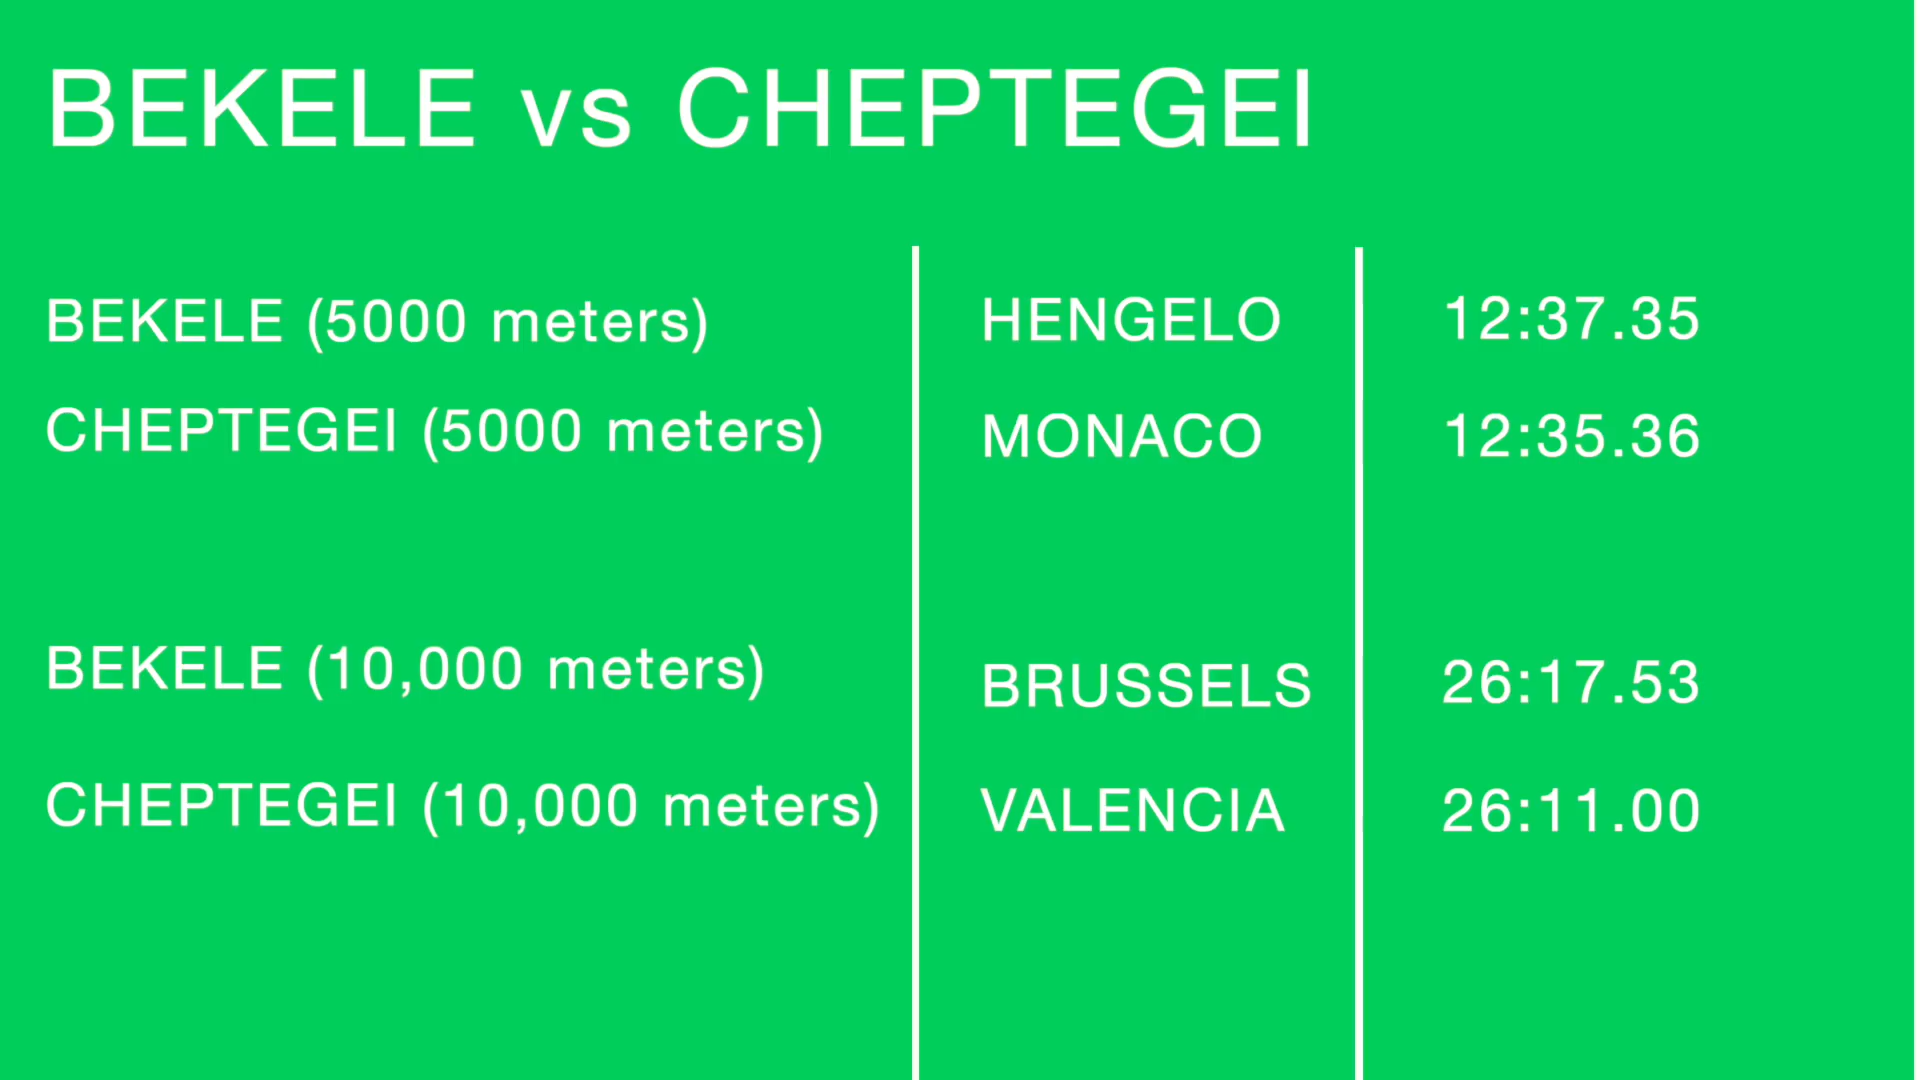 BEKELE vs CHEPTEGEI
BEKELE (5000 meters) HENGELO 12:37.35
CHEPTEGEI (5000 meters) MONACO 12:35.36
BEKELE (10,000 meters) BRUSSELS 26:17.53
CHEPTEGEI (10,000 meters) VALENCIA 26:11.00